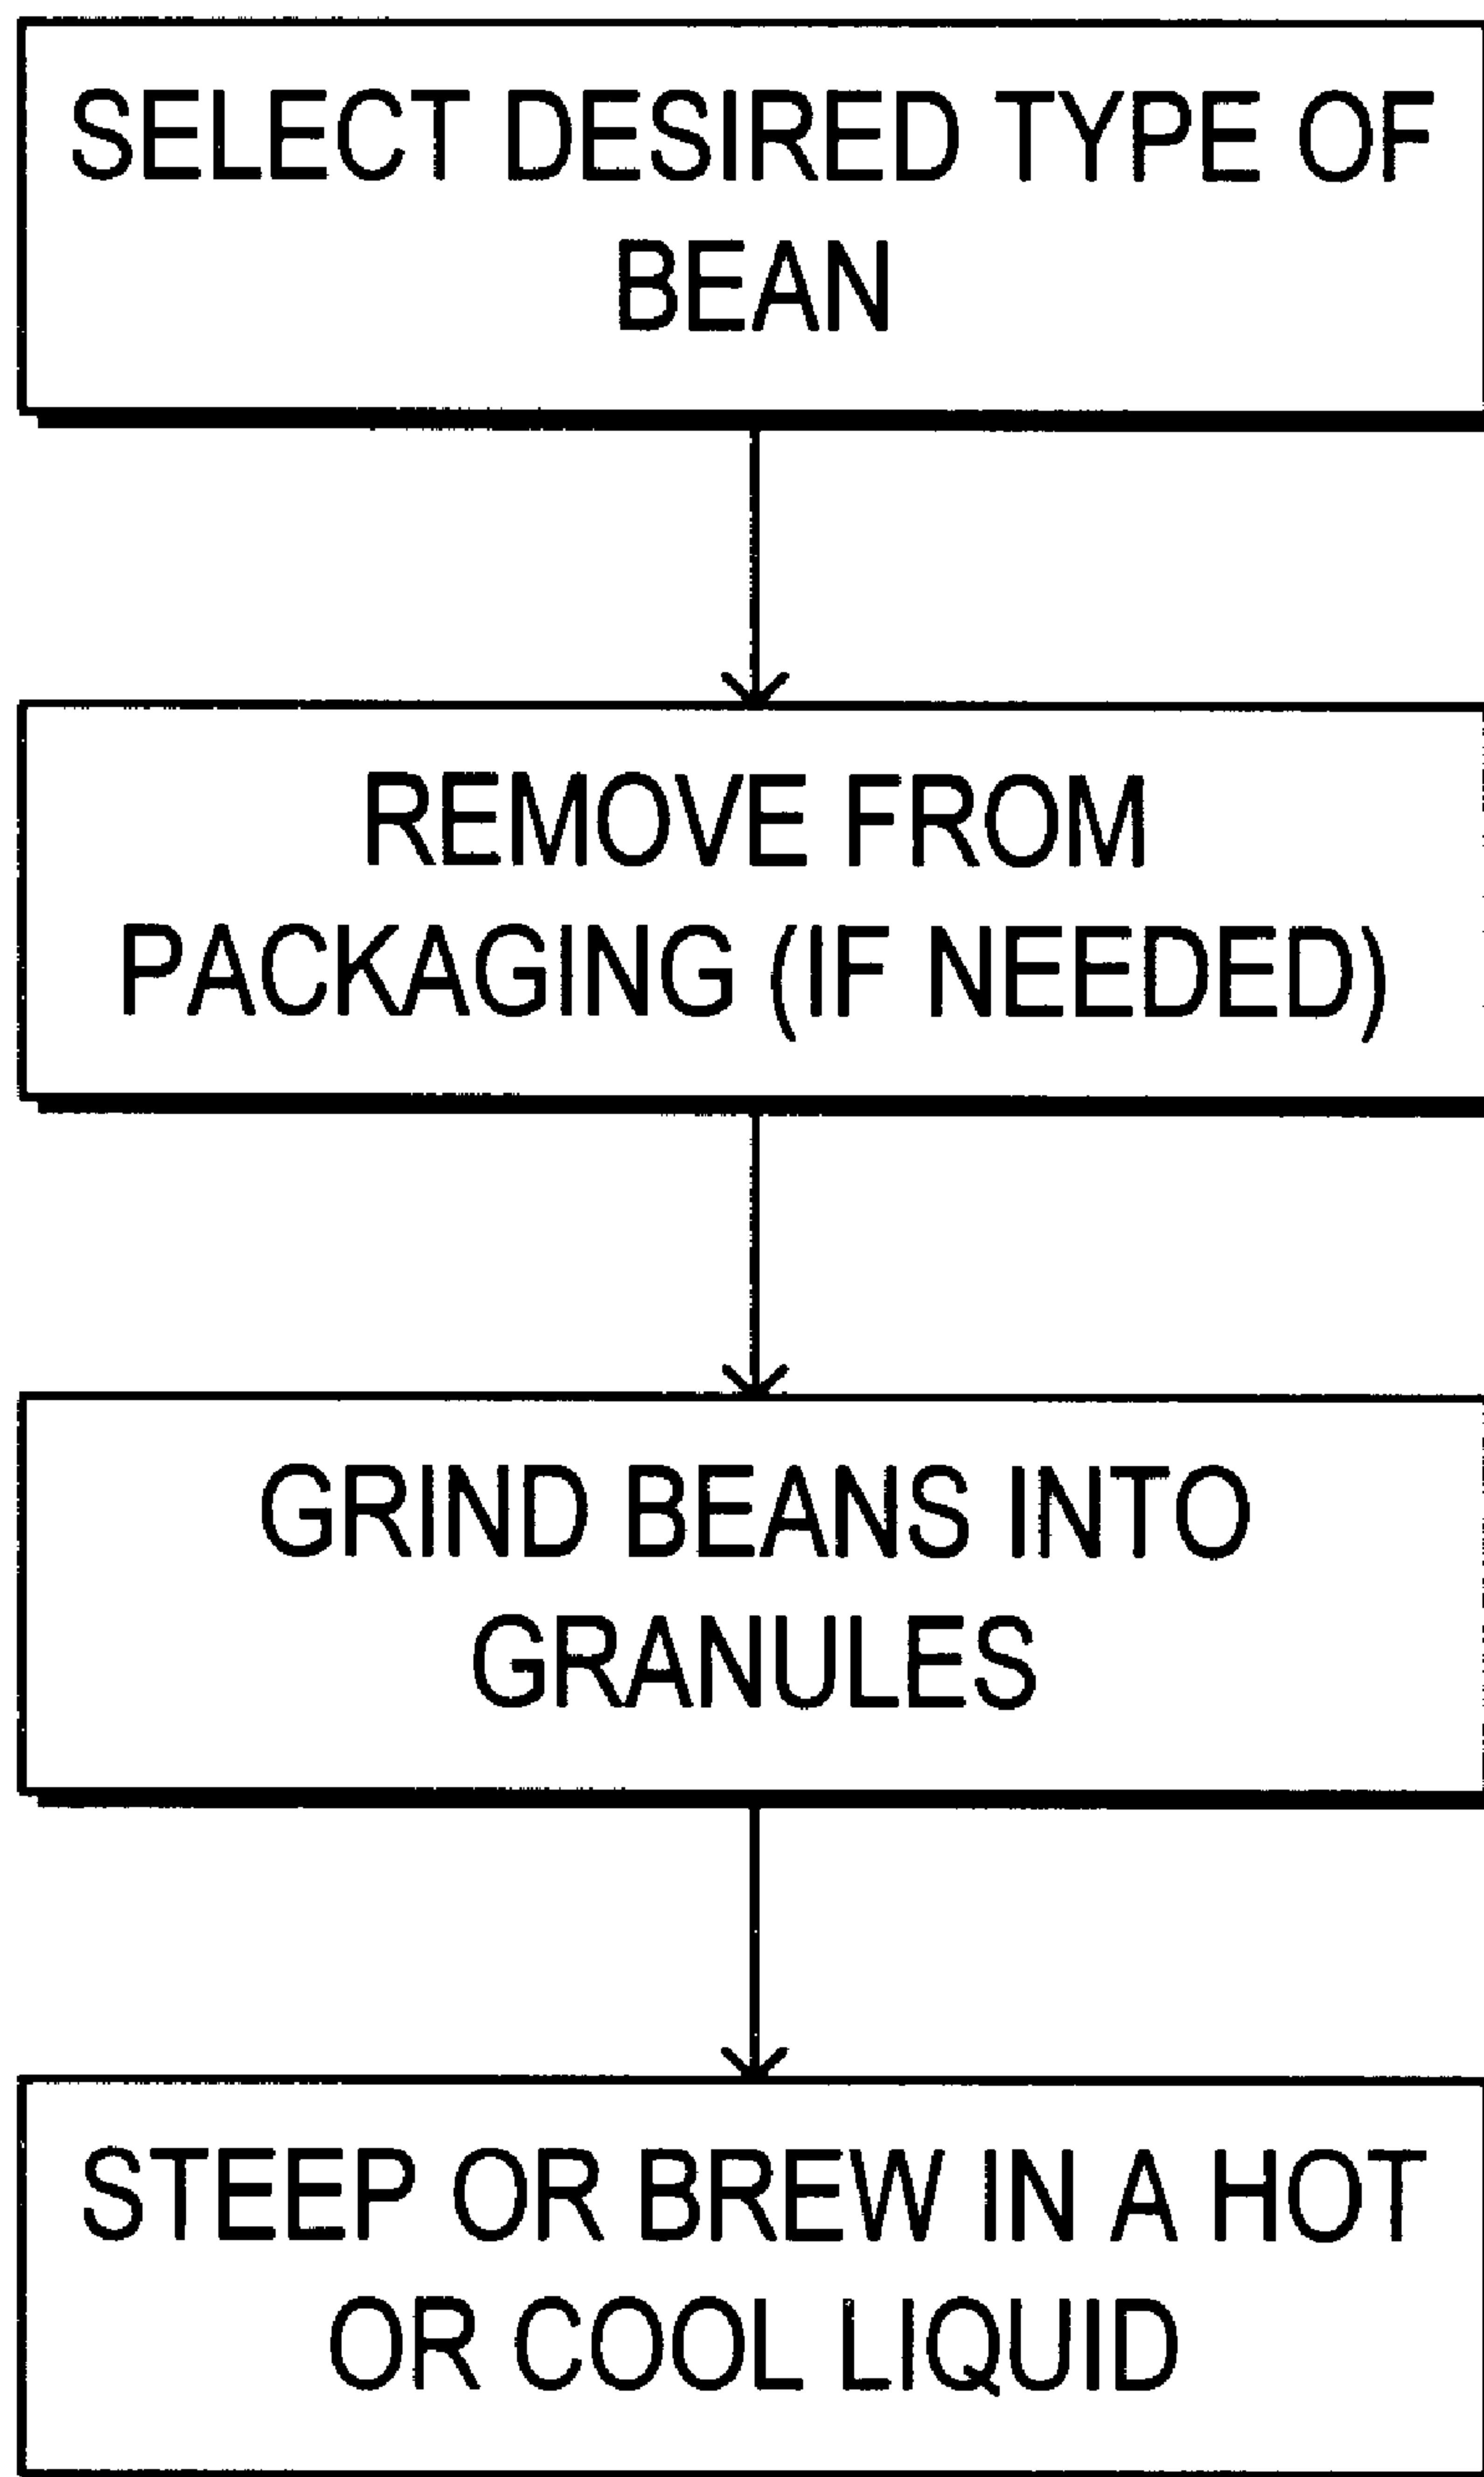 SELECT DESIRED TYPE OF
BEAN
REMOVE FROM
PACKAGING (IF NEEDED)
GRIND BEANS INTO
GRANULES
STEEP OR BREW IN A HOT
OR COOL LIQUID